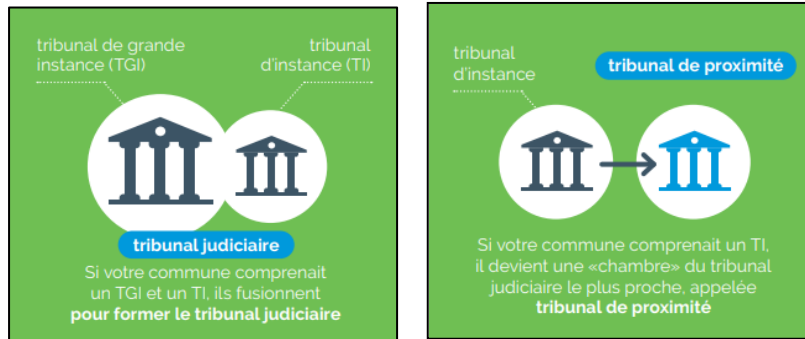 tribunal de grande
instance (TGI)
tribunal
d'instance (TI)
tribunal judiciaire
Si votre commune comprenait
un TGI et un TI, ils fusionnent
pour former le tribunal judiciaire
tribunal
d'instance
tribunal de proximité
Si votre commune comprenait un TI,
il devient une «chambre» du tribunal
judiciaire le plus proche, appelée
tribunal de proximité